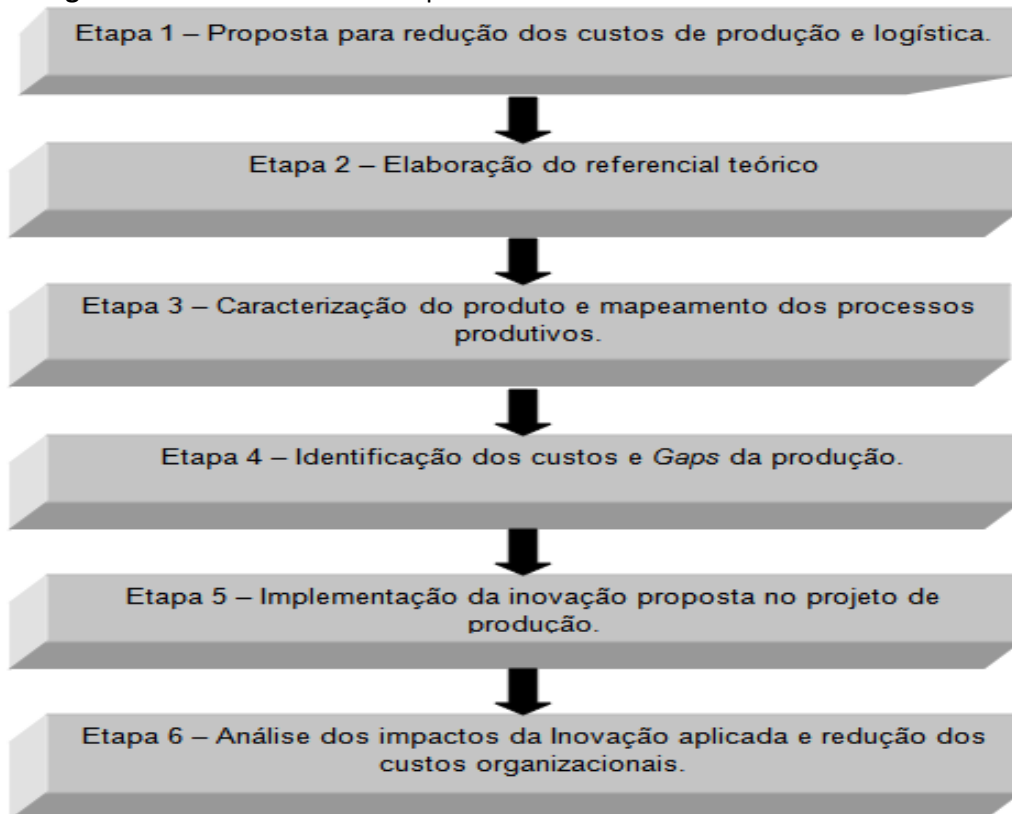 Etapa 1 – Proposta para redução dos custos de produção e logística.
Etapa 2 – Elaboração do referencial teórico
Etapa 3 – Caracterização do produto e mapeamento dos processos
produtivos.
Etapa 4 – Identificação dos custos e Gaps da produção.
Etapa 5 – Implementação da inovação proposta no projeto de
produção.
Etapa 6 – Análise dos impactos da Inovação aplicada e redução dos
custos organizacionais.